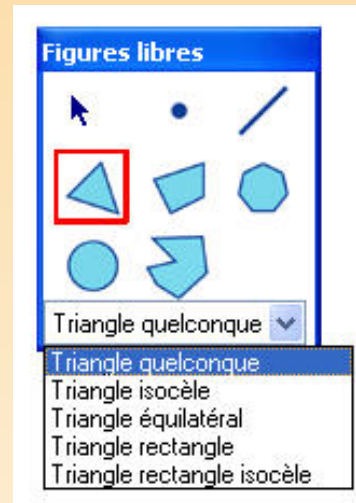 Figures libres
Triangle quelconque
Triangle quelconque
Triangle isocèle
Triangle équilatéral
Triangle rectangle
Triangle rectangle isocèle